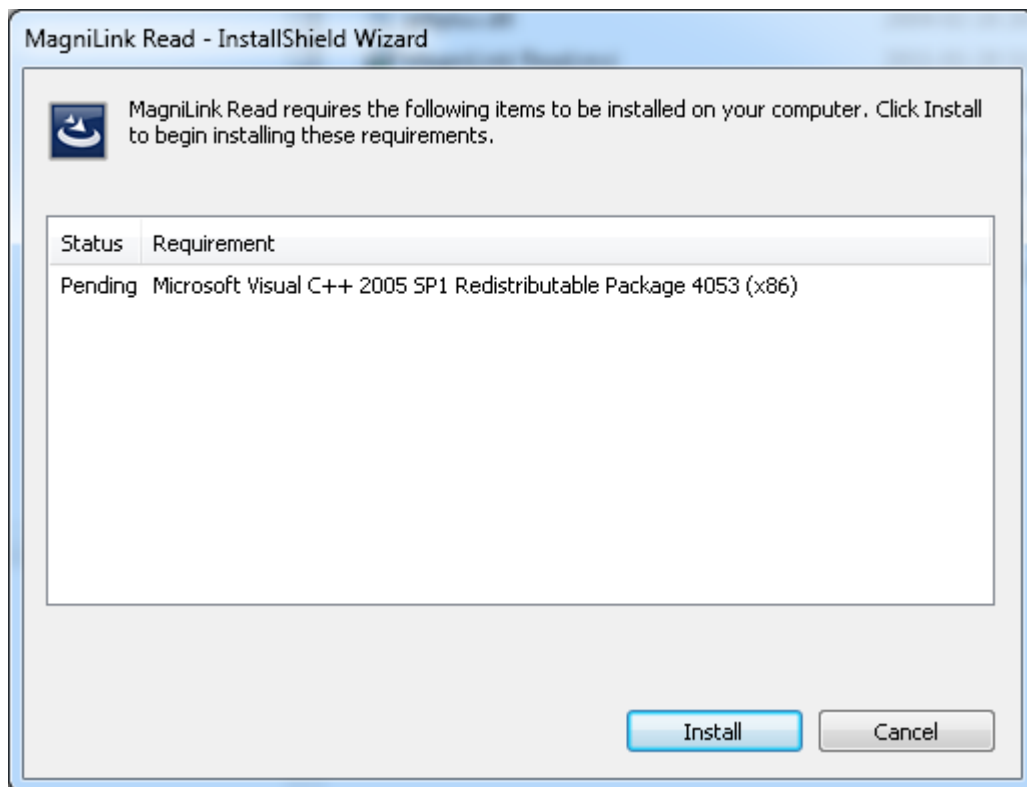 MagniLink Read - InstallShield Wizard
MagniLink Read requires the following items to be installed on your computer. Click Install
to begin installing these requirements.
Status Requirement
Pending Microsoft Visual C++ 2005 SP1 Redistributable Package 4053 (x86)
Install Cancel